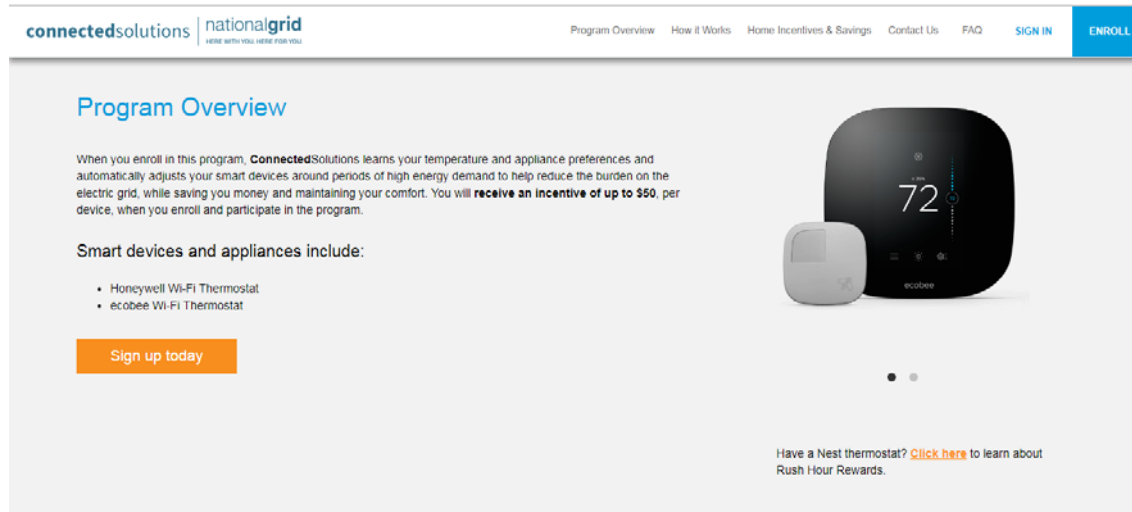 connectedsolutions nationalgrid
HERE WITH YOU. HERE FOR YOU.
Program Overview How it Works Home Incentives & Savings Contact Us FAQ SIGN IN ENROLL
Program Overview
When you enroll in this program, ConnectedSolutions learns your temperature and appliance preferences and
automatically adjusts your smart devices around periods of high energy demand to help reduce the burden on the
electric grid, while saving you money and maintaining your comfort. You will receive an incentive of up to $50, per
device, when you enroll and participate in the program.
Smart devices and appliances include:
• Honeywell Wi-Fi Thermostat
• ecobee Wi-Fi Thermostat
Sign up today
72
ecobee
Have a Nest thermostat? Click here to learn about
Rush Hour Rewards.